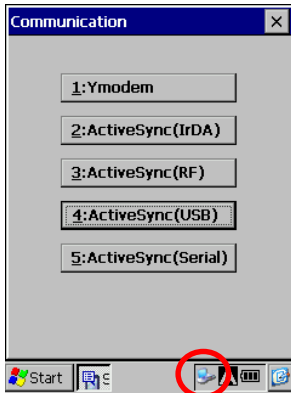 Communication
1:Ymodem
2:ActiveSync(IrDA)
3:ActiveSync(RF)
4:ActiveSync(USB)
5:ActiveSync(Serial)
Start